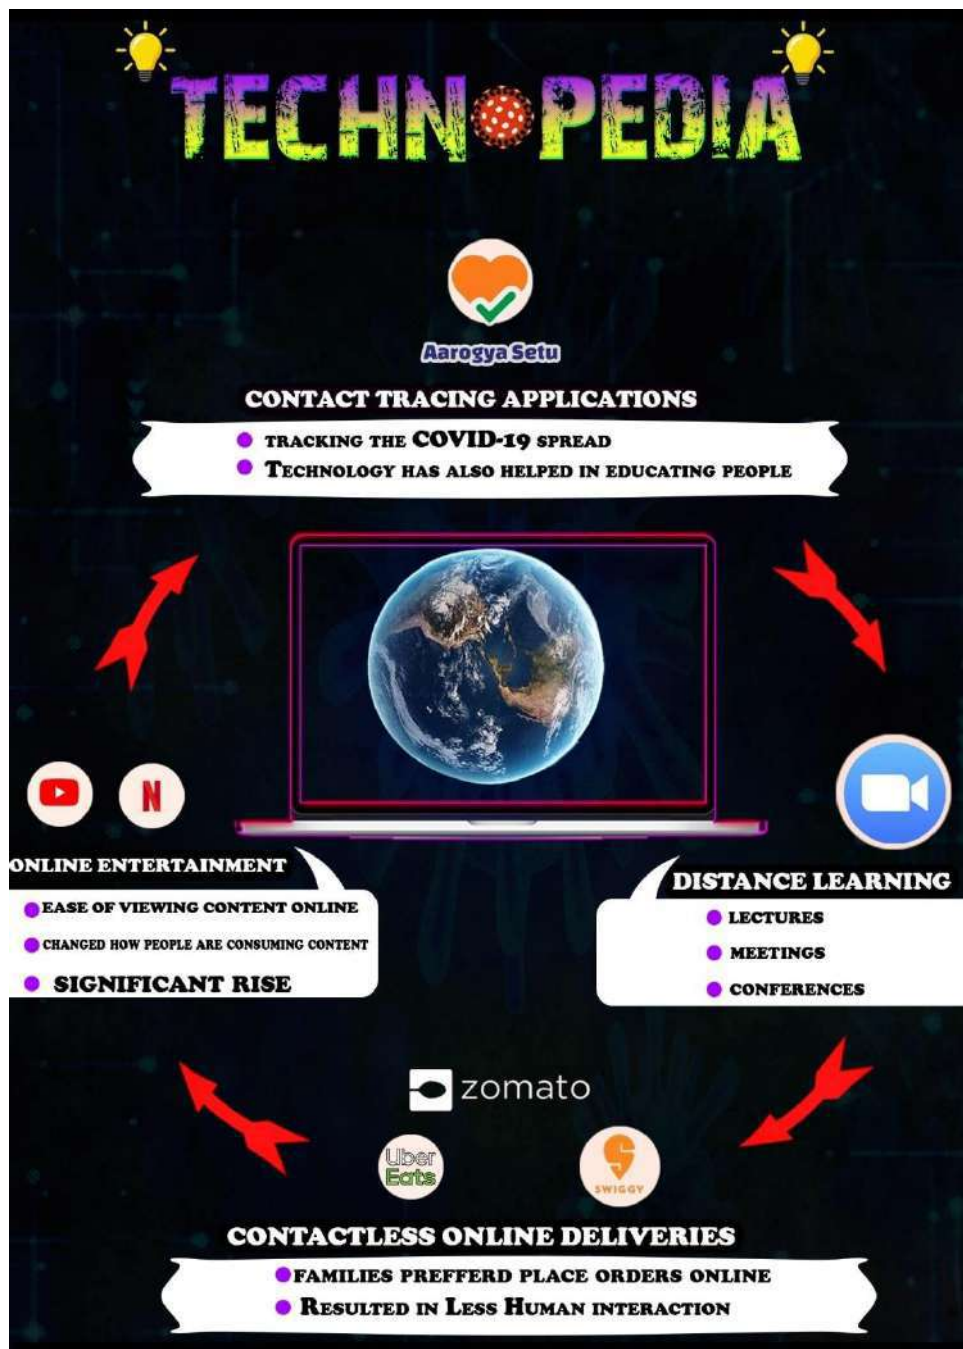 TECHNOPEDIA
Aarogya Setu
CONTACT TRACING APPLICATIONS
TRACKING THE COVID-19 SPREAD
TECHNOLOGY HAS ALSO HELPED IN EDUCATING PEOPLE
N
ONLINE ENTERTAINMENT
EASE OF VIEWING CONTENT ONLINE
CHANGED HOW PEOPLE ARE CONSUMING CONTENT
SIGNIFICANT RISE
DISTANCE LEARNING
LECTURES
MEETINGS
CONFERENCES
zomato
Uber
Eats
SWIGGY
CONTACTLESS ONLINE DELIVERIES
FAMILIES PREFFERD PLACE ORDERS ONLINE
RESULTED IN LESS HUMAN INTERACTION